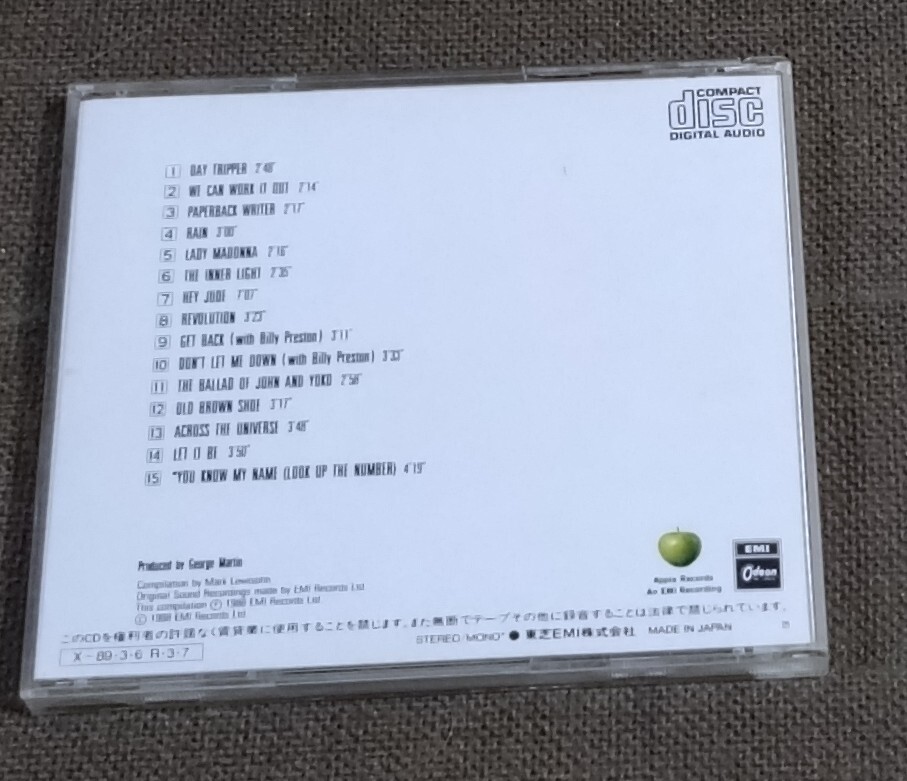 COMPACT
disc
DIGITAL AUDIO
1 DAY TRIPPER 2'48"
2 WE CAN WORK IT OUT 2'14"
3 PAPERBACK WRITER 2'17"
4 RAIN 3'00"
5 LADY MADONNA 2'16"
6 THE INNER LIGHT 2'35"
7 HEY JUDE 7'07"
8 REVOLUTION 3'23"
9 GET BACK (with Billy Preston) 3'11"
10 DON'T LET ME DOWN (with Billy Preston) 3'33"
11 THE BALLAD OF JOHN AND YOKO 2'58"
12 OLD BROWN SHOE 3'17"
13 ACROSS THE UNIVERSE 3'48"
14 LET IT BE 3'50"
15 *YOU KNOW MY NAME (LOOK UP THE NUMBER) 4'19"
Produced by George Martin
Compilation by Mark Lewisohn
Original Sound Recordings made by EMI Records Ltd
This compilation Ⓟ 1988 EMI Records Ltd
© 1988 EMI Records Ltd
Apple Records
An EMI Recording
EMI
Odeon
このCDを権利者の許諾なく賃貸業に使用することを禁じます。また無断でテープその他に録音することは法律で禁じられています。
STEREO/MONO* ● 東芝EMI株式会社 MADE IN JAPAN
X-89・3・6 R・3・7